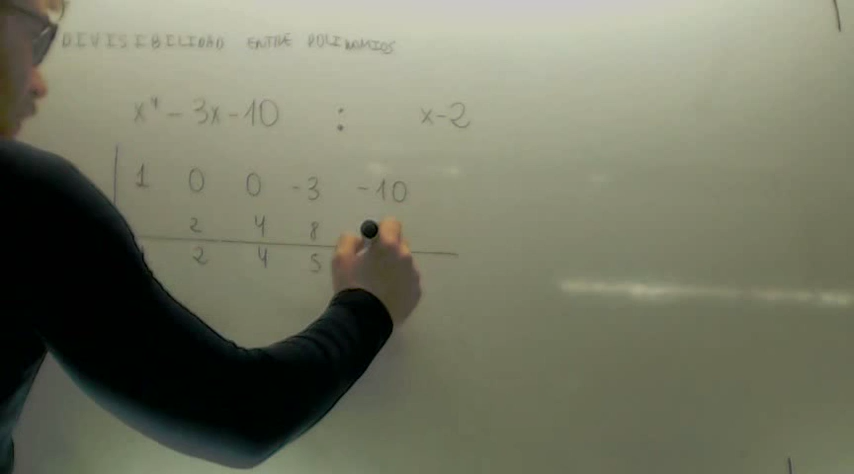 DIVISIBILIDAD ENTRE POLINOMIOS
x⁴ - 3x - 10 : x - 2
1 0 0 -3 -10
2 4 8
2 4 5